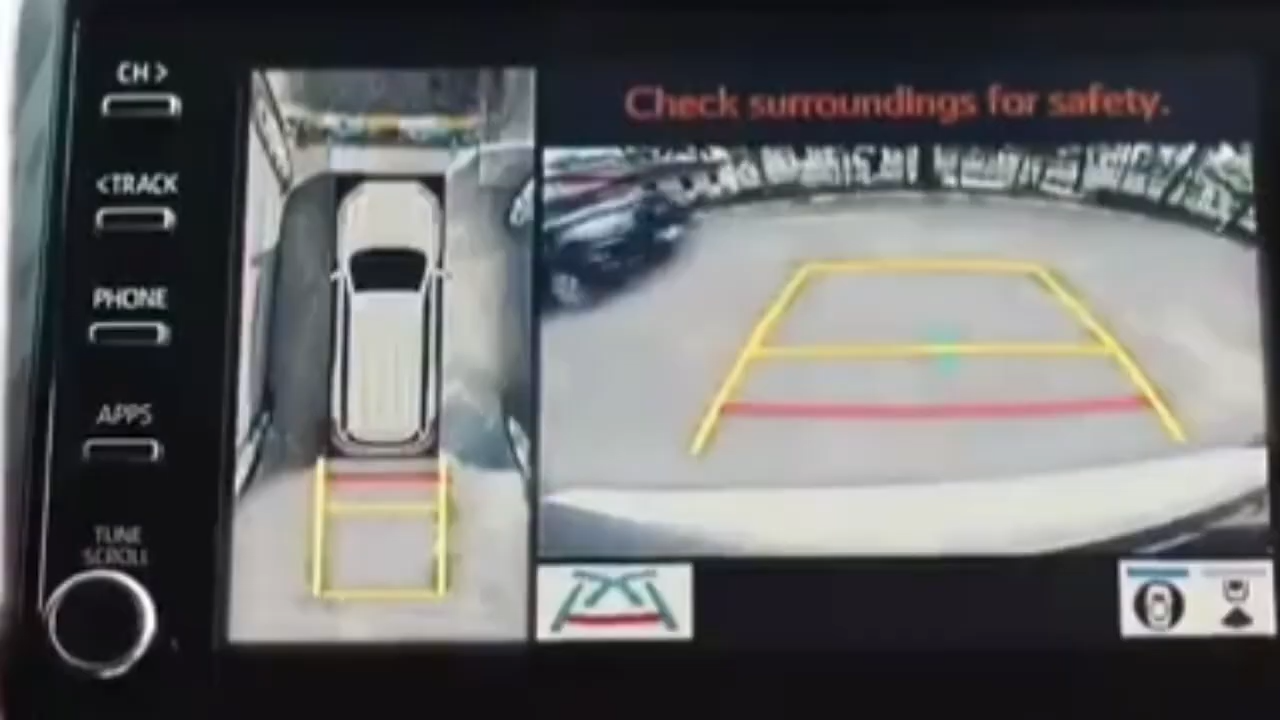 CH >
Check surroundings for safety.
<TRACK
PHONE
APPS
TUNE
SCROLL